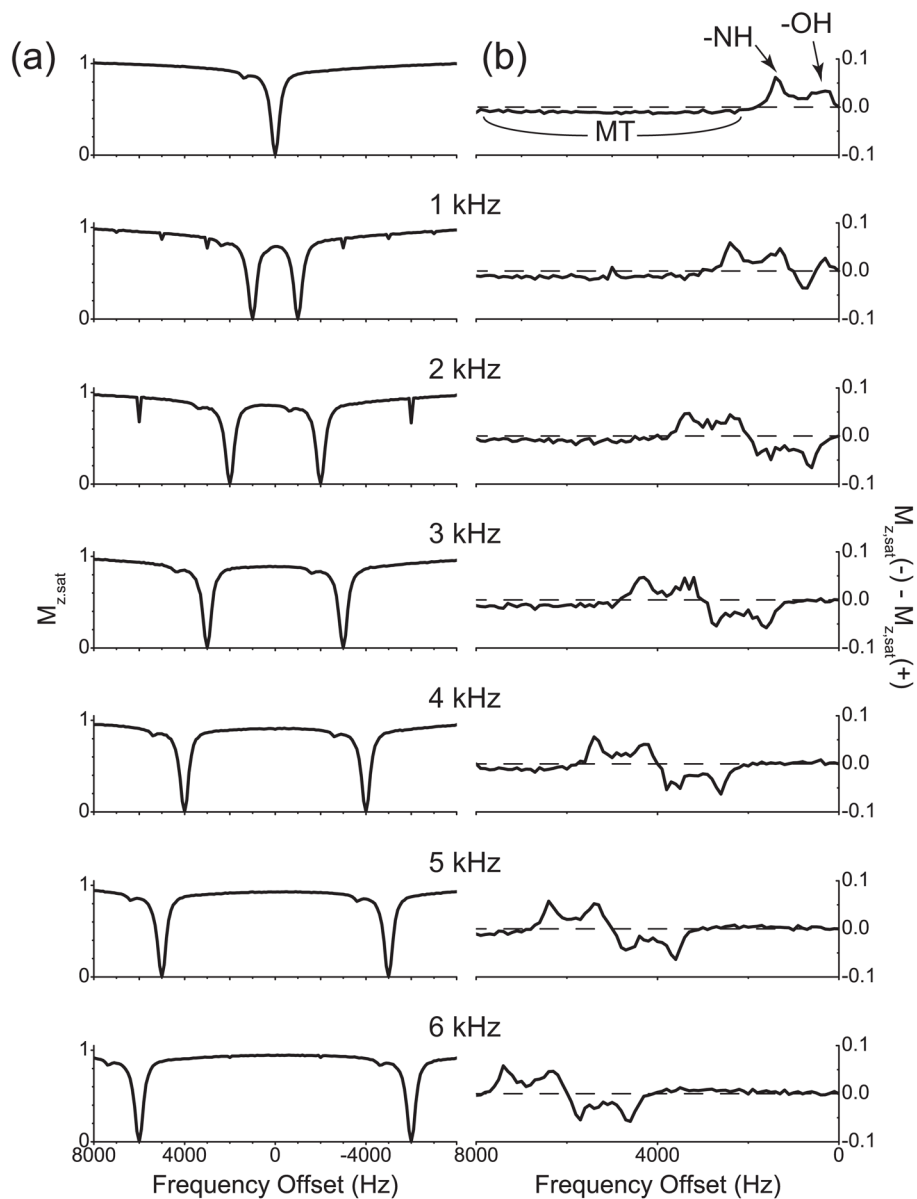 (a) (b) -NH -OH
1 0.1
0.0
MT
0 -0.1
1 kHz
1 0.1
0.0
0 -0.1
2 kHz
1 0.1
0.0
0 -0.1
3 kHz
1 0.1
0.0
0 -0.1
M z.sat
M z,sat (-) - M z,sat (+)
4 kHz
1 0.1
0.0
0 -0.1
5 kHz
1 0.1
0.0
0 -0.1
6 kHz
1 0.1
0.0
0 -0.1
8000 4000 0 -4000 8000 4000 0
Frequency Offset (Hz) Frequency Offset (Hz)